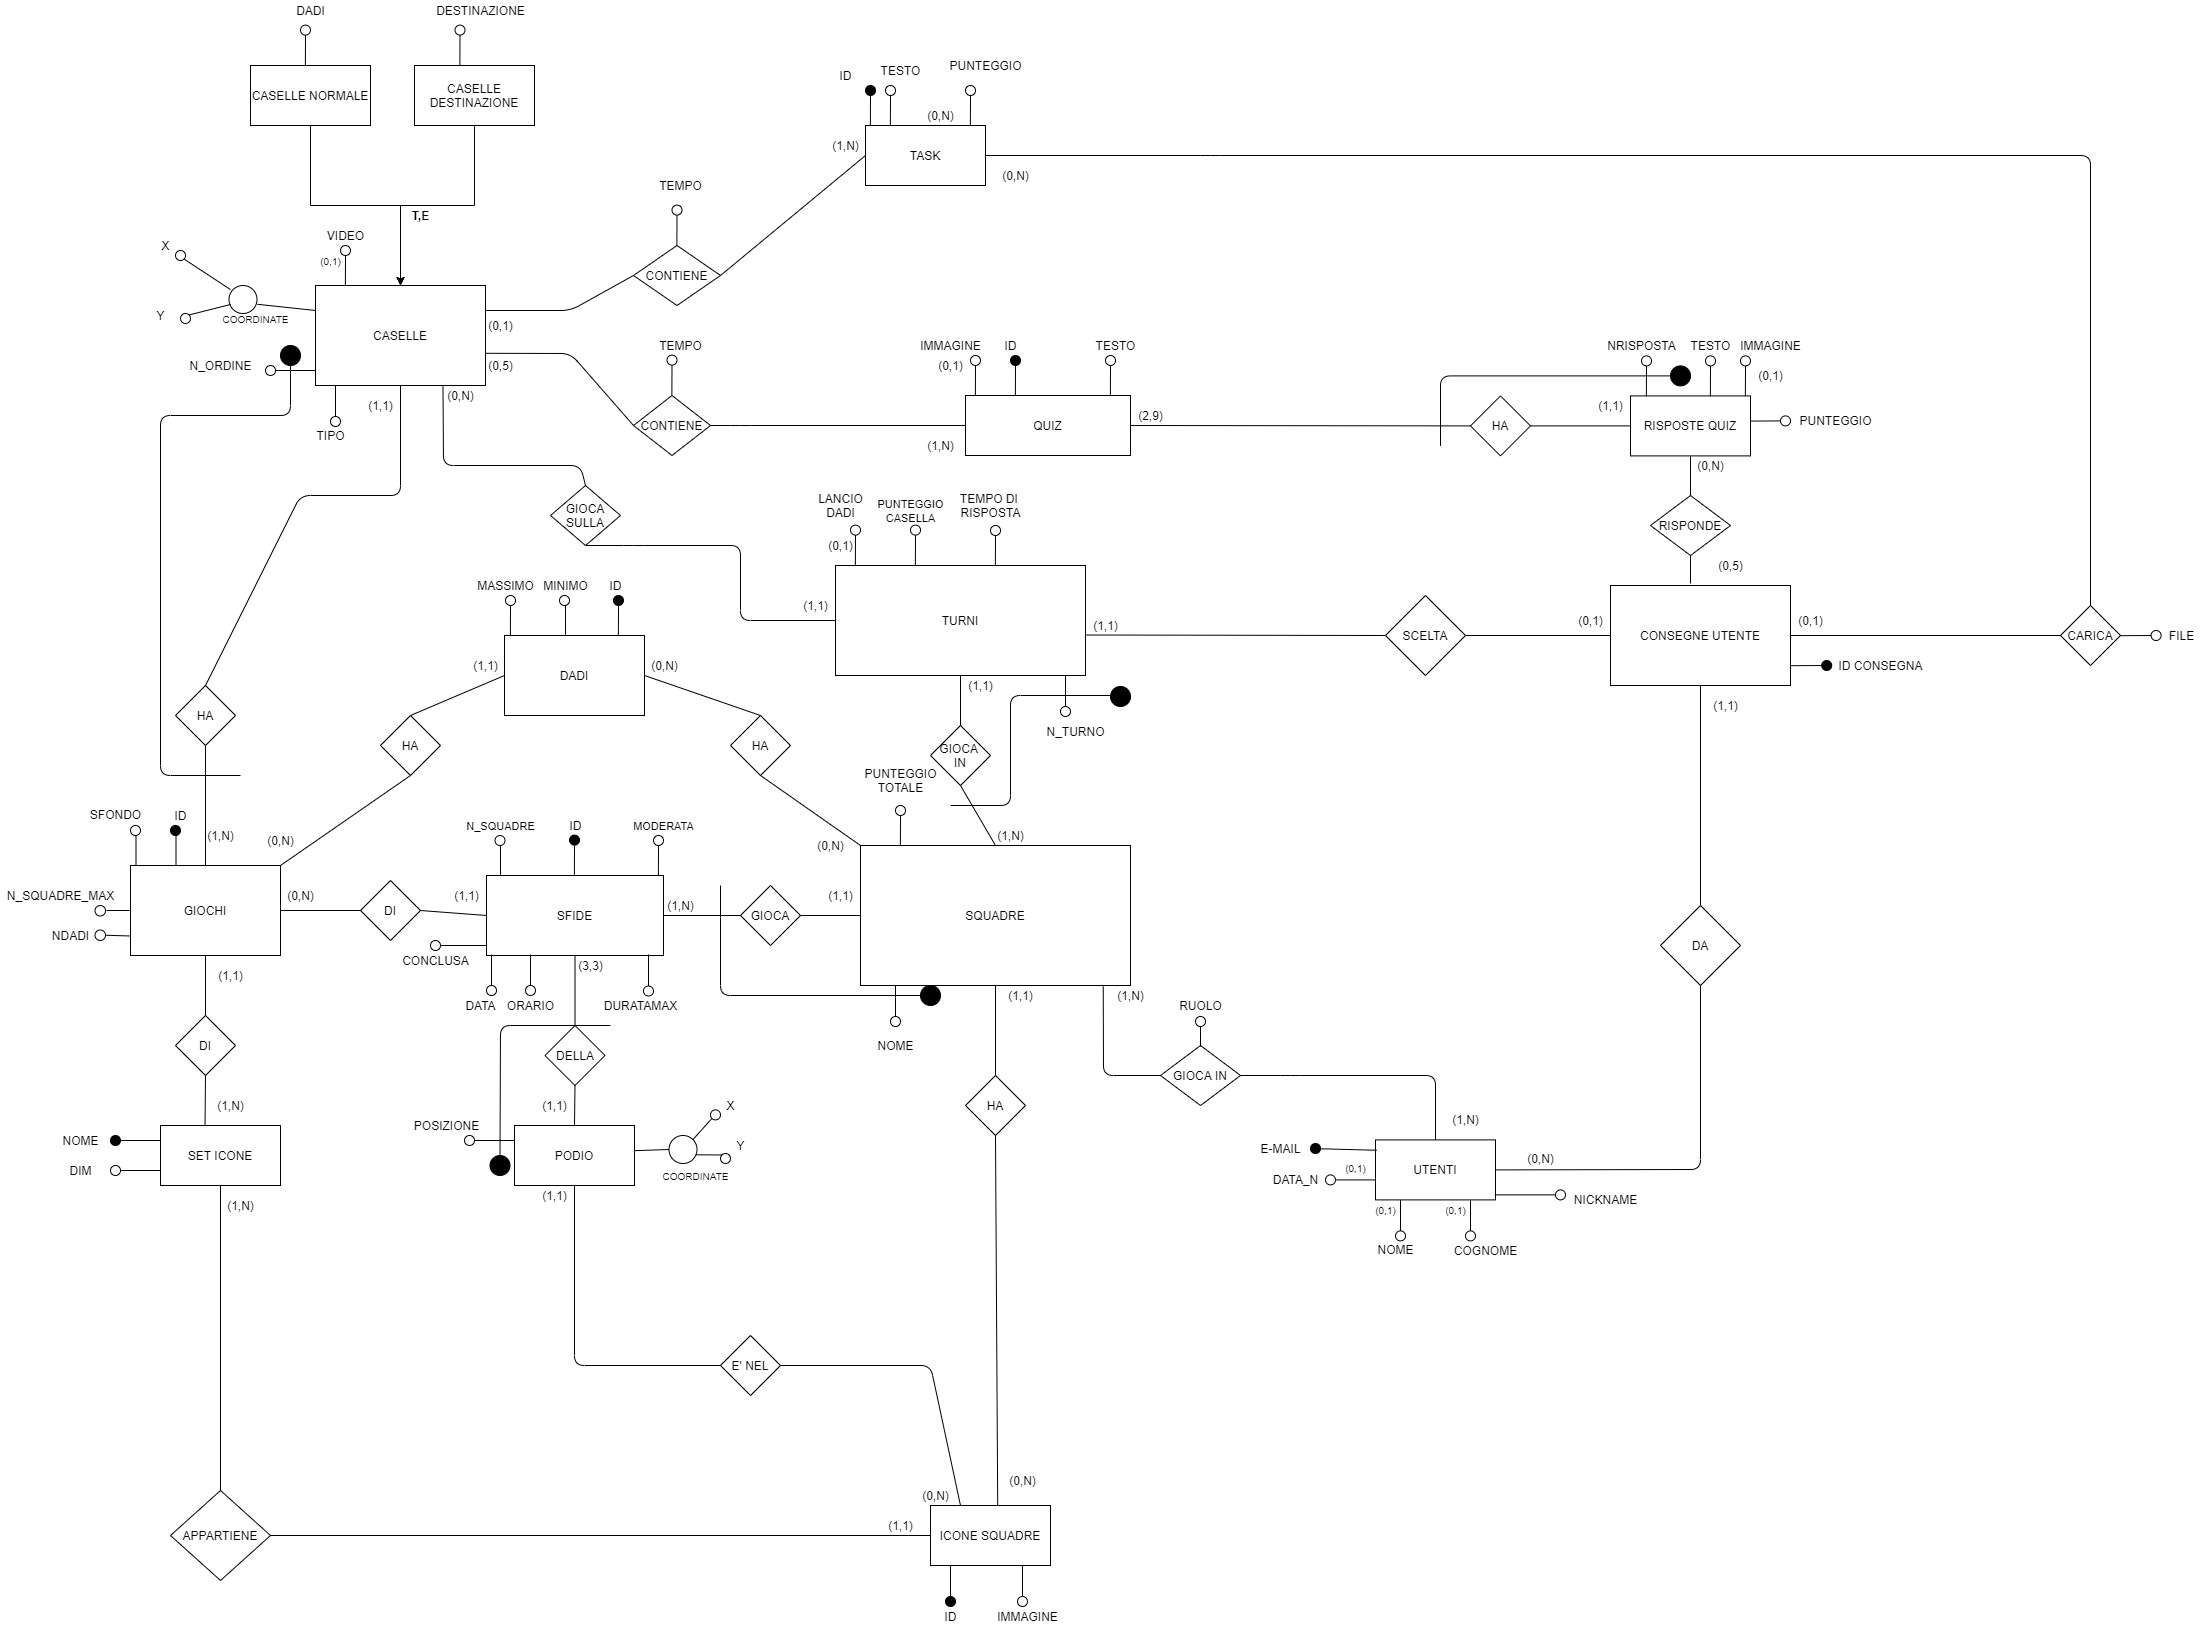 DADI
DESTINAZIONE
CASELLE NORMALE
CASELLE
DESTINAZIONE
T,E
ID
TESTO
PUNTEGGIO
(0,N)
(1,N)
TASK
(0,N)
TEMPO
CONTIENE
X
Y
COORDINATE
VIDEO
(0,1)
CASELLE
(0,1)
(0,5)
N_ORDINE
TIPO
(1,1)
(0,N)
TEMPO
CONTIENE
IMMAGINE
(0,1)
ID
TESTO
QUIZ
(1,N)
(2,9)
HA
NRISPOSTA
TESTO
IMMAGINE
(0,1)
(1,1)
RISPOSTE QUIZ
PUNTEGGIO
(0,N)
RISPONDE
(0,5)
GIOCA
SULLA
LANCIO
DADI
(0,1)
PUNTEGGIO
CASELLA
TEMPO DI
RISPOSTA
(1,1)
TURNI
(1,1)
(1,1)
N_TURNO
SCELTA
(0,1)
CONSEGNE UTENTE
(0,1)
ID CONSEGNA
(1,1)
CARICA
FILE
MASSIMO
MINIMO
ID
(1,1)
DADI
(0,N)
HA
HA
HA
GIOCA
IN
PUNTEGGIO
TOTALE
(1,N)
(0,N)
SFONDO
ID
(1,N)
(0,N)
N_SQUADRE_MAX
NDADI
GIOCHI
(0,N)
(1,1)
DI
N_SQUADRE
ID
MODERATA
(1,1)
SFIDE
(1,N)
CONCLUSA
DATA
ORARIO
(3,3)
DURATAMAX
GIOCA
(1,1)
SQUADRE
NOME
(1,1)
(1,N)
DA
DI
(1,N)
DELLA
(1,1)
RUOLO
GIOCA IN
HA
NOME
DIM
SET ICONE
(1,N)
POSIZIONE
PODIO
(1,1)
X
Y
COORDINATE
(1,N)
E-MAIL
DATA_N
(0,1)
UTENTI
(0,N)
NICKNAME
(0,1)
NOME
(0,1)
COGNOME
E' NEL
(0,N)
(0,N)
APPARTIENE
(1,1)
ICONE SQUADRE
ID
IMMAGINE